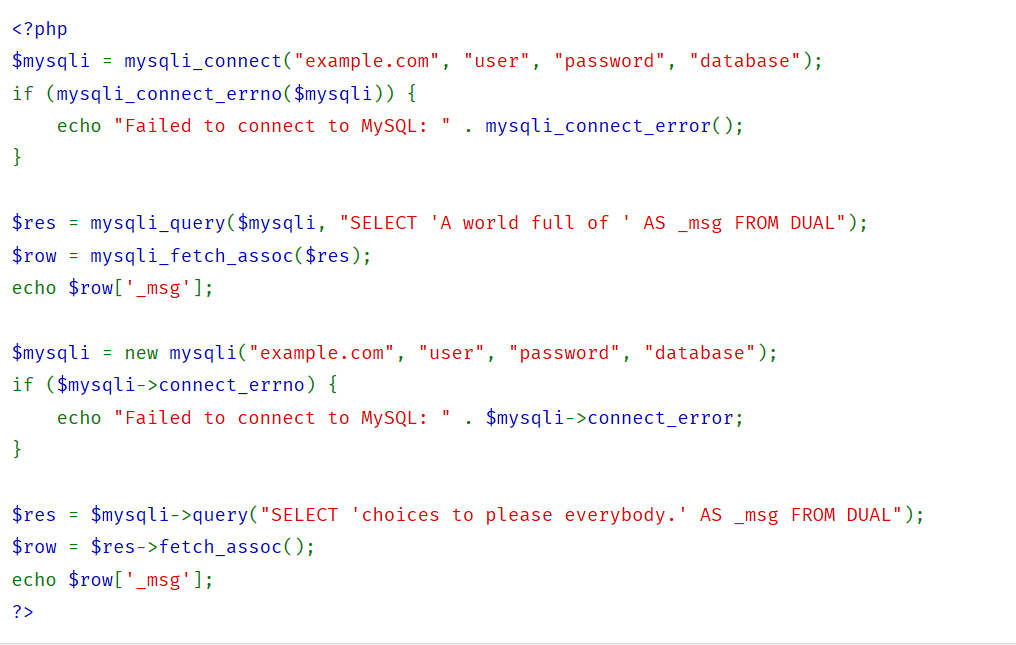 <?php
$mysqli = mysqli_connect("example.com", "user", "password", "database");
if (mysqli_connect_errno($mysqli)) {
    echo "Failed to connect to MySQL: " . mysqli_connect_error();
}

$res = mysqli_query($mysqli, "SELECT 'A world full of ' AS _msg FROM DUAL");
$row = mysqli_fetch_assoc($res);
echo $row['_msg'];

$mysqli = new mysqli("example.com", "user", "password", "database");
if ($mysqli->connect_errno) {
    echo "Failed to connect to MySQL: " . $mysqli->connect_error;
}

$res = $mysqli->query("SELECT 'choices to please everybody.' AS _msg FROM DUAL");
$row = $res->fetch_assoc();
echo $row['_msg'];
?>